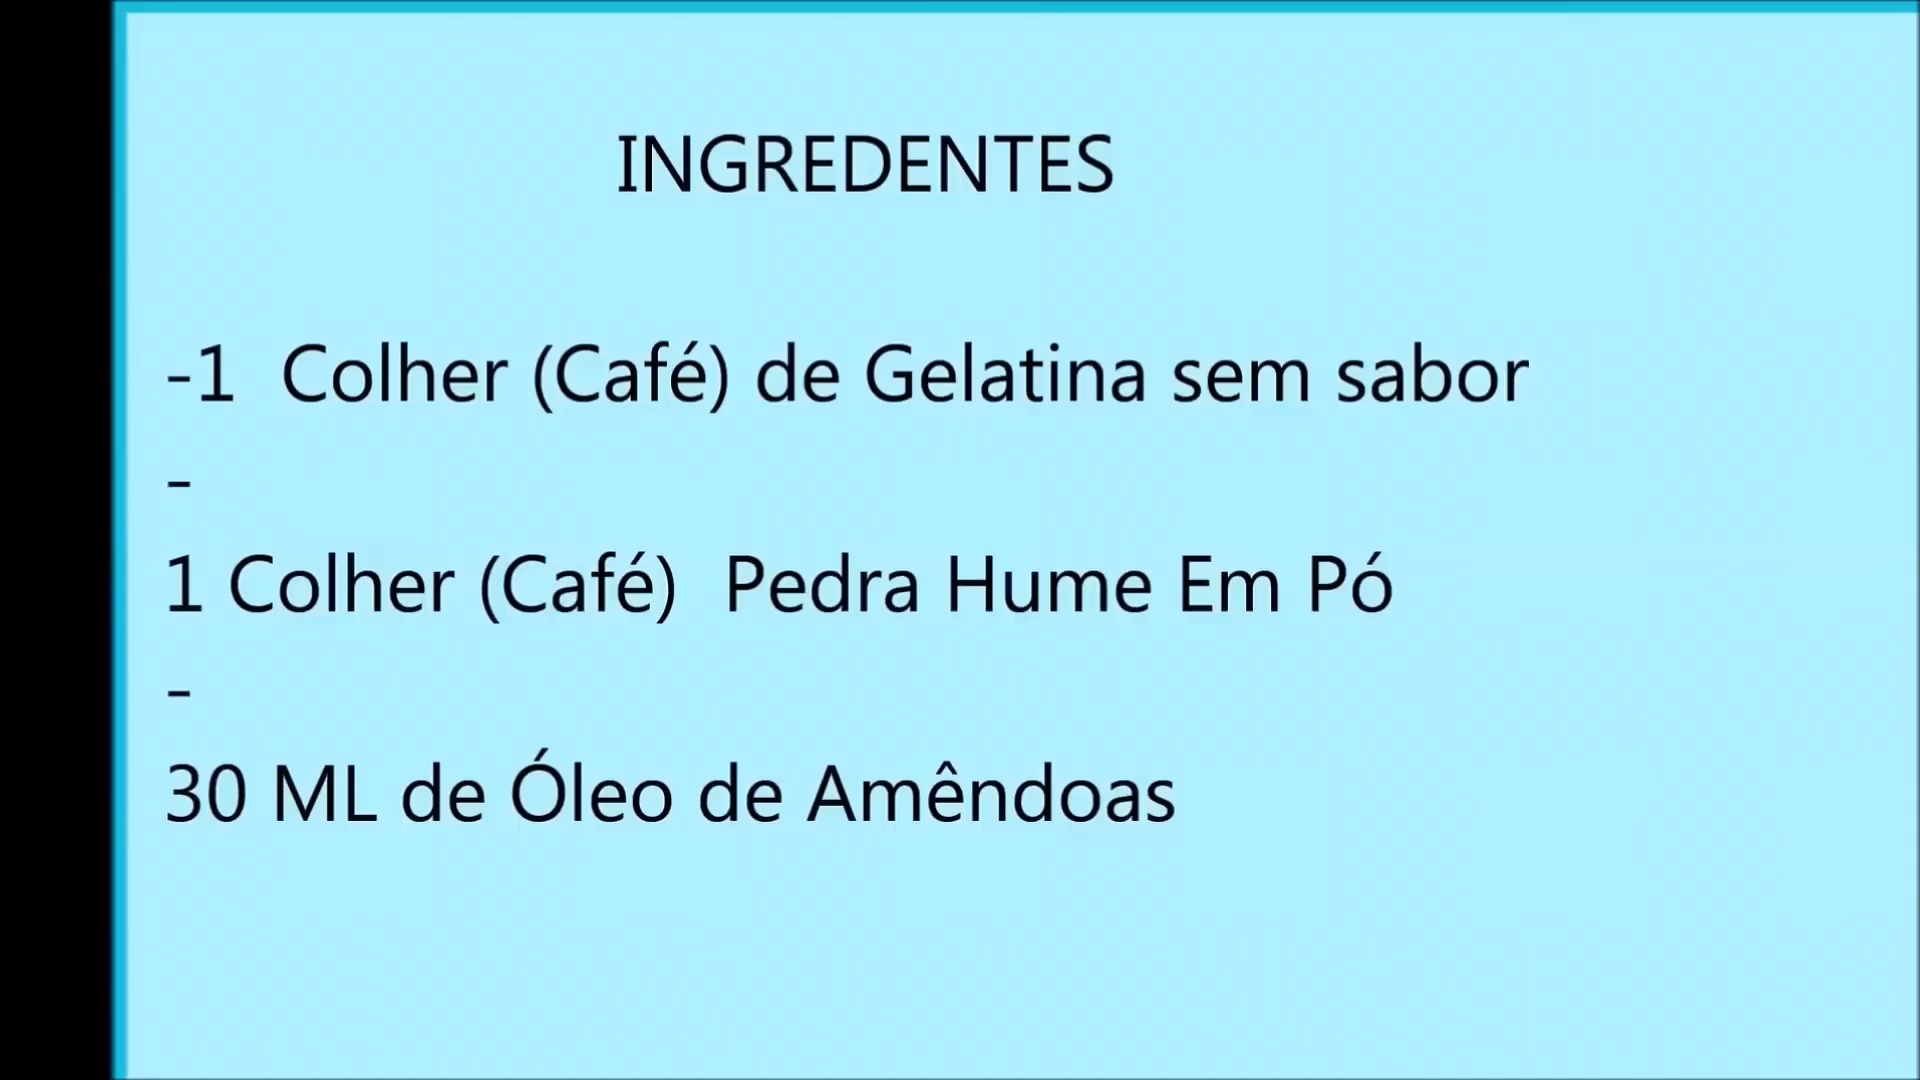 INGREDENTES
-1 Colher (Café) de Gelatina sem sabor
-
1 Colher (Café) Pedra Hume Em Pó
-
30 ML de Óleo de Amêndoas